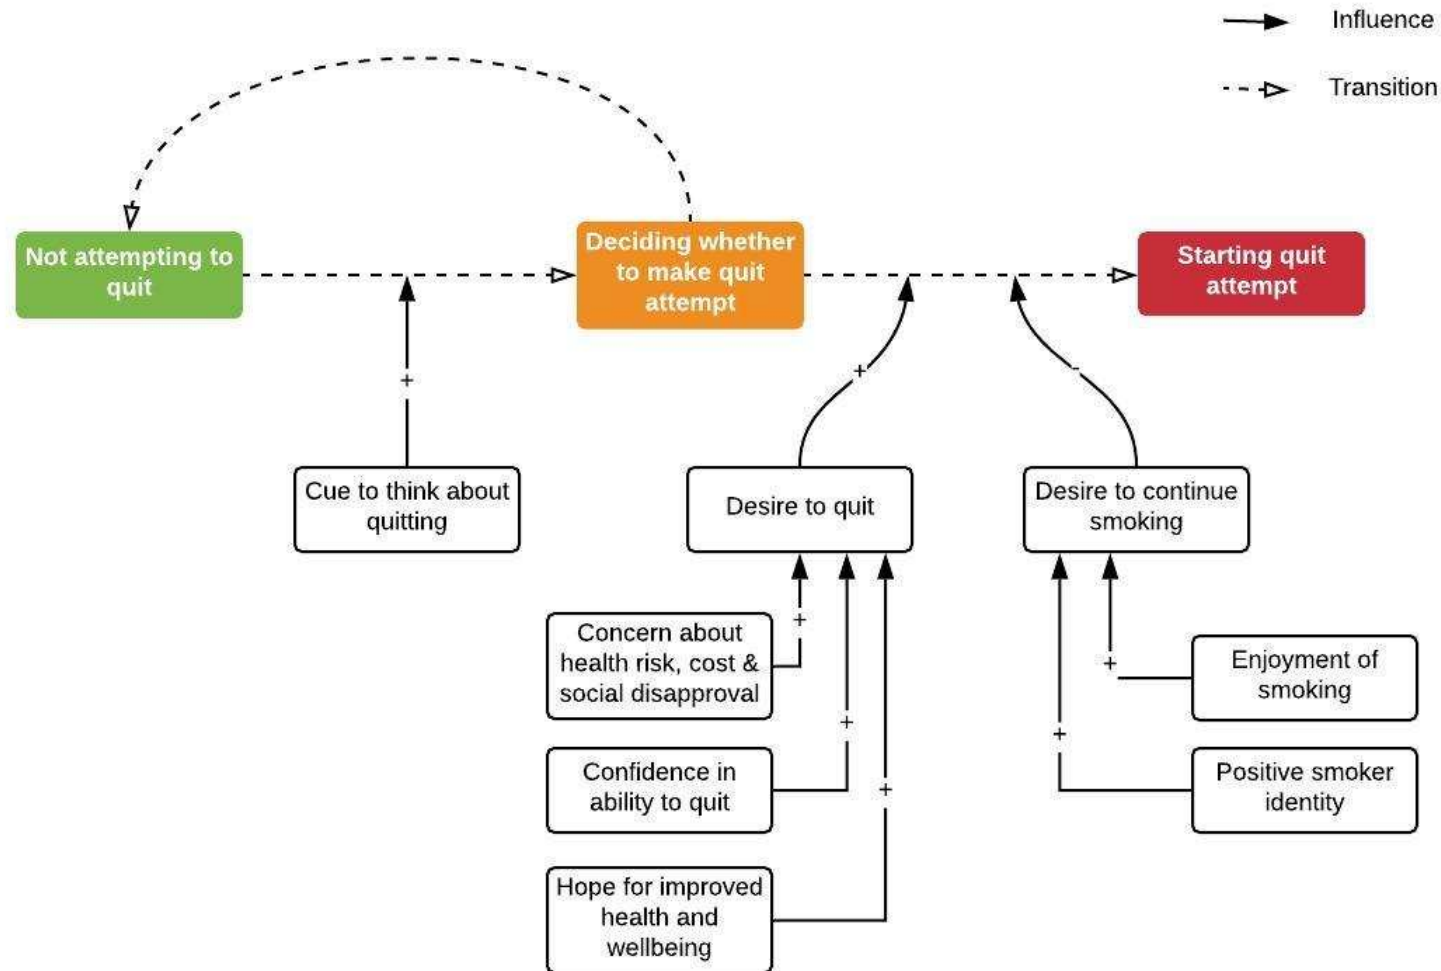 Influence
Transition
Not attempting to
quit
Deciding whether
to make quit
attempt
Starting quit
attempt
+
+
-
Cue to think about
quitting
Desire to quit
Desire to continue
smoking
+
Concern about
health risk, cost &
social disapproval
+
Enjoyment of
smoking
+
+
Confidence in
ability to quit
+
Positive smoker
identity
Hope for improved
health and
wellbeing